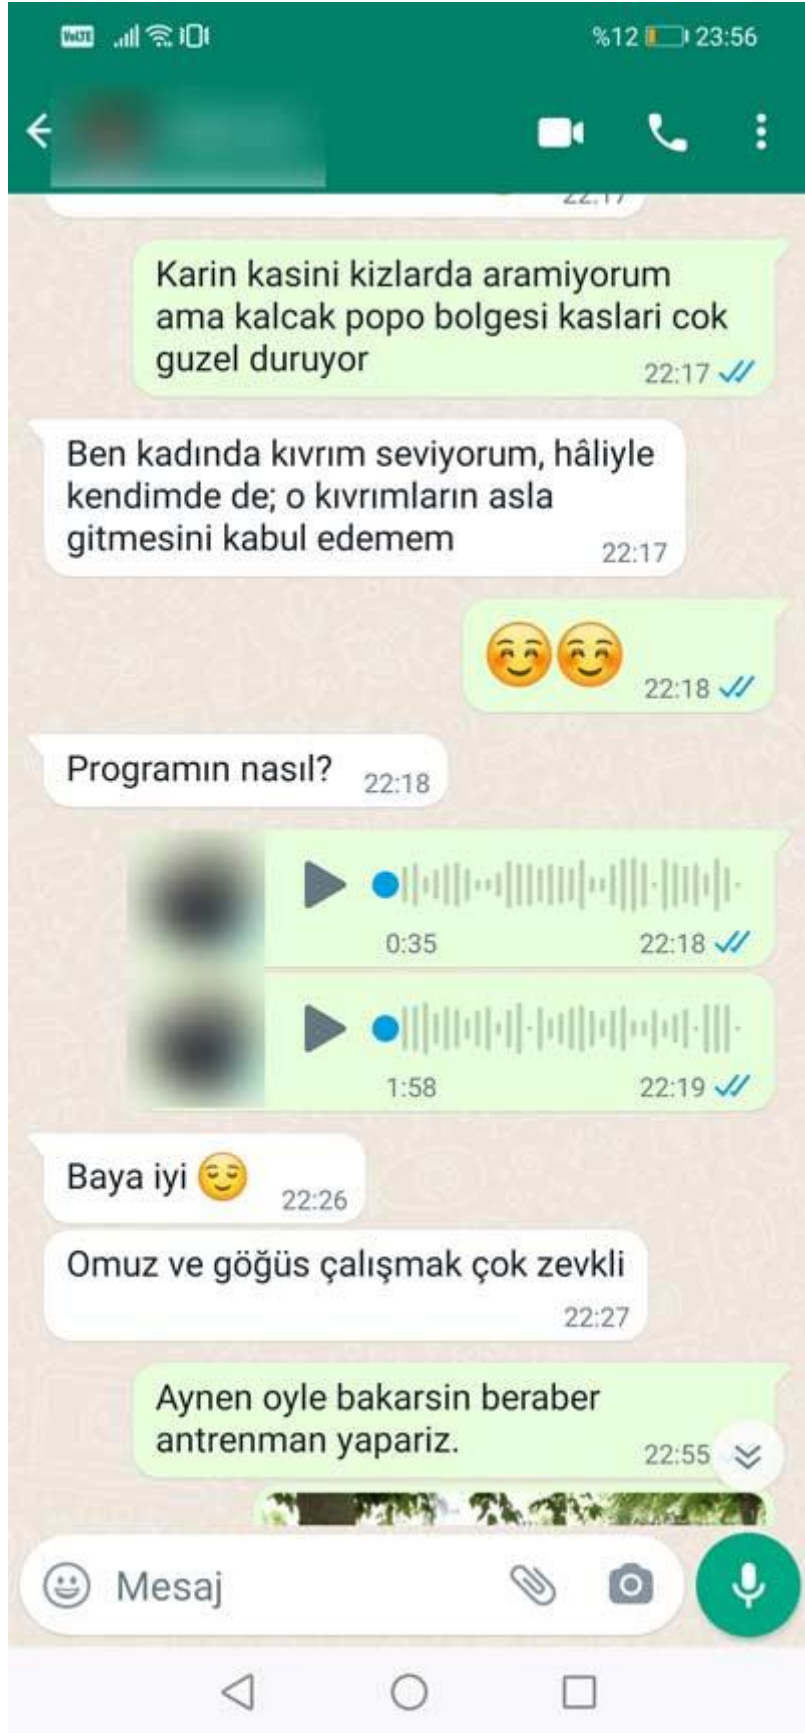 VoLTE
%12 23:56
Karin kasini kizlarda aramiyorum
ama kalcak popo bolgesi kaslari cok
guzel duruyor
22:17
Ben kadında kıvrım seviyorum, hâliyle
kendimde de; o kıvrımların asla
gitmesini kabul edemem
22:17
22:18
Programın nasıl? 22:18
0:35 22:18
1:58 22:19
Baya iyi 22:26
Omuz ve göğüs çalışmak çok zevkli
22:27
Aynen oyle bakarsin beraber
antrenman yapariz.
22:55
Mesaj